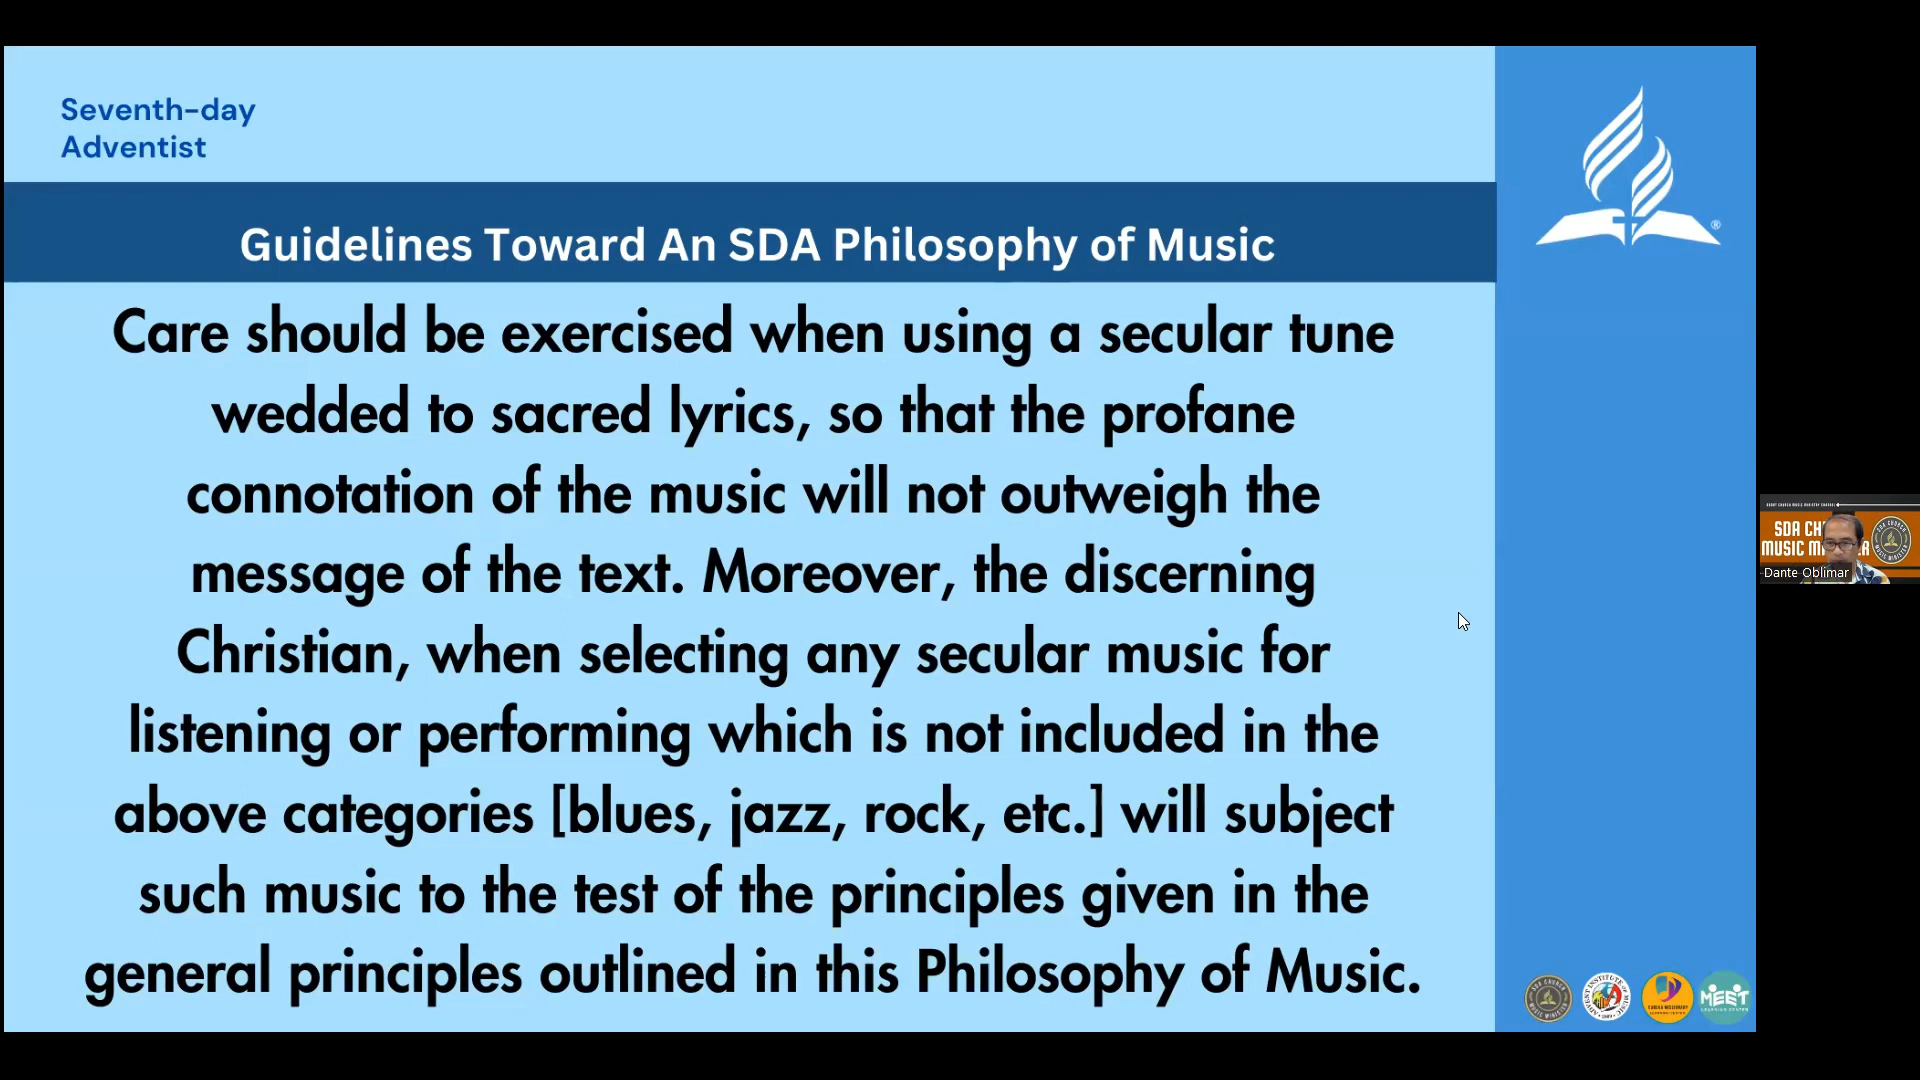 Seventh-day
Adventist
Guidelines Toward An SDA Philosophy of Music
Care should be exercised when using a secular tune
wedded to sacred lyrics, so that the profane
connotation of the music will not outweigh the
message of the text. Moreover, the discerning
Christian, when selecting any secular music for
listening or performing which is not included in the
above categories [blues, jazz, rock, etc.] will subject
such music to the test of the principles given in the
general principles outlined in this Philosophy of Music.
®
SDA CH
MUSIC M
Dante Oblimar
MEET